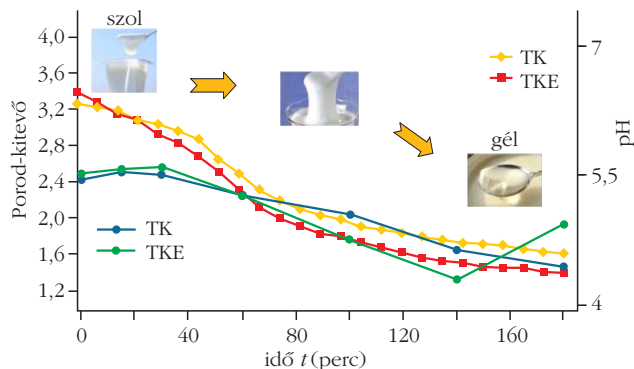 szol
4,0
3,6
3,2
2,8
2,4
2,0
1,6
1,2
Porod-kitevő
TK
TKE
gél
TK
TKE
7
5,5
4
pH
0
40
80
120
160
idő t (perc)